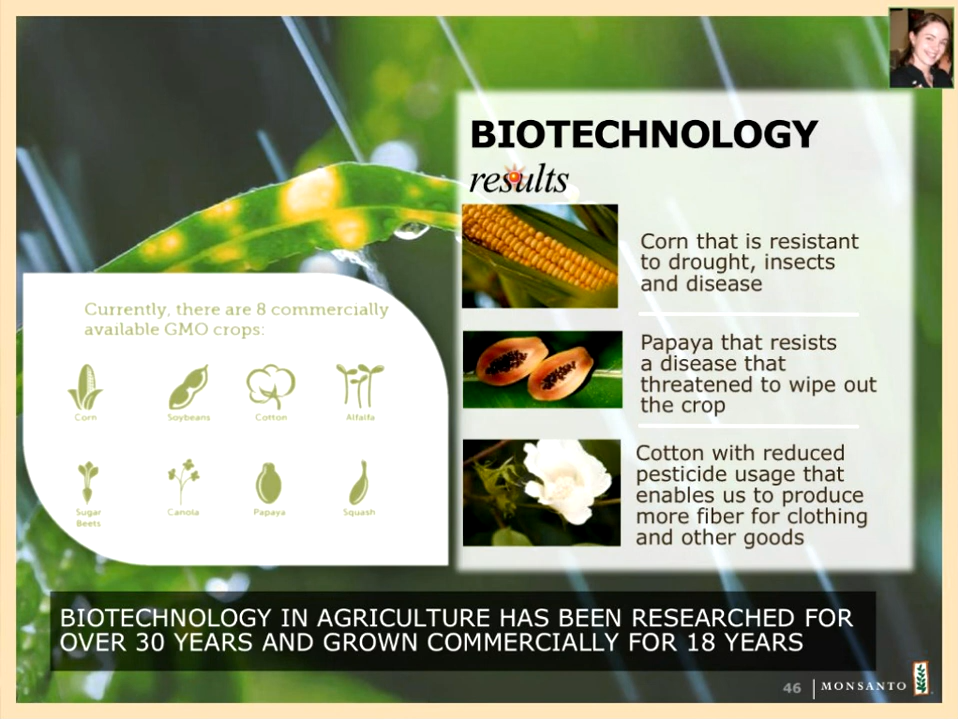 BIOTECHNOLOGY
results
Corn that is resistant
to drought, insects
and disease
Papaya that resists
a disease that
threatened to wipe out
the crop
Cotton with reduced
pesticide usage that
enables us to produce
more fiber for clothing
and other goods
Currently, there are 8 commercially
available GMO crops:
Corn
Soybeans
Cotton
Alfalfa
Sugar
Beets
Canola
Papaya
Squash
BIOTECHNOLOGY IN AGRICULTURE HAS BEEN RESEARCHED FOR
OVER 30 YEARS AND GROWN COMMERCIALLY FOR 18 YEARS
46
MONSANTO